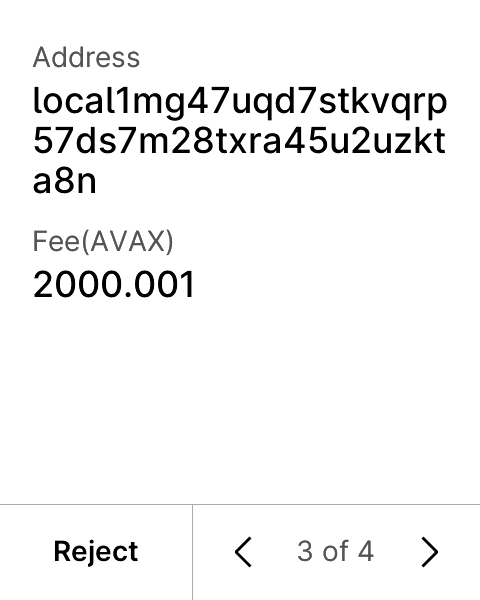 Address
local1mg47uqd7stkvqrp
57ds7m28txra45u2uzkt
a8n
Fee(AVAX)
2000.001
Reject
3 of 4